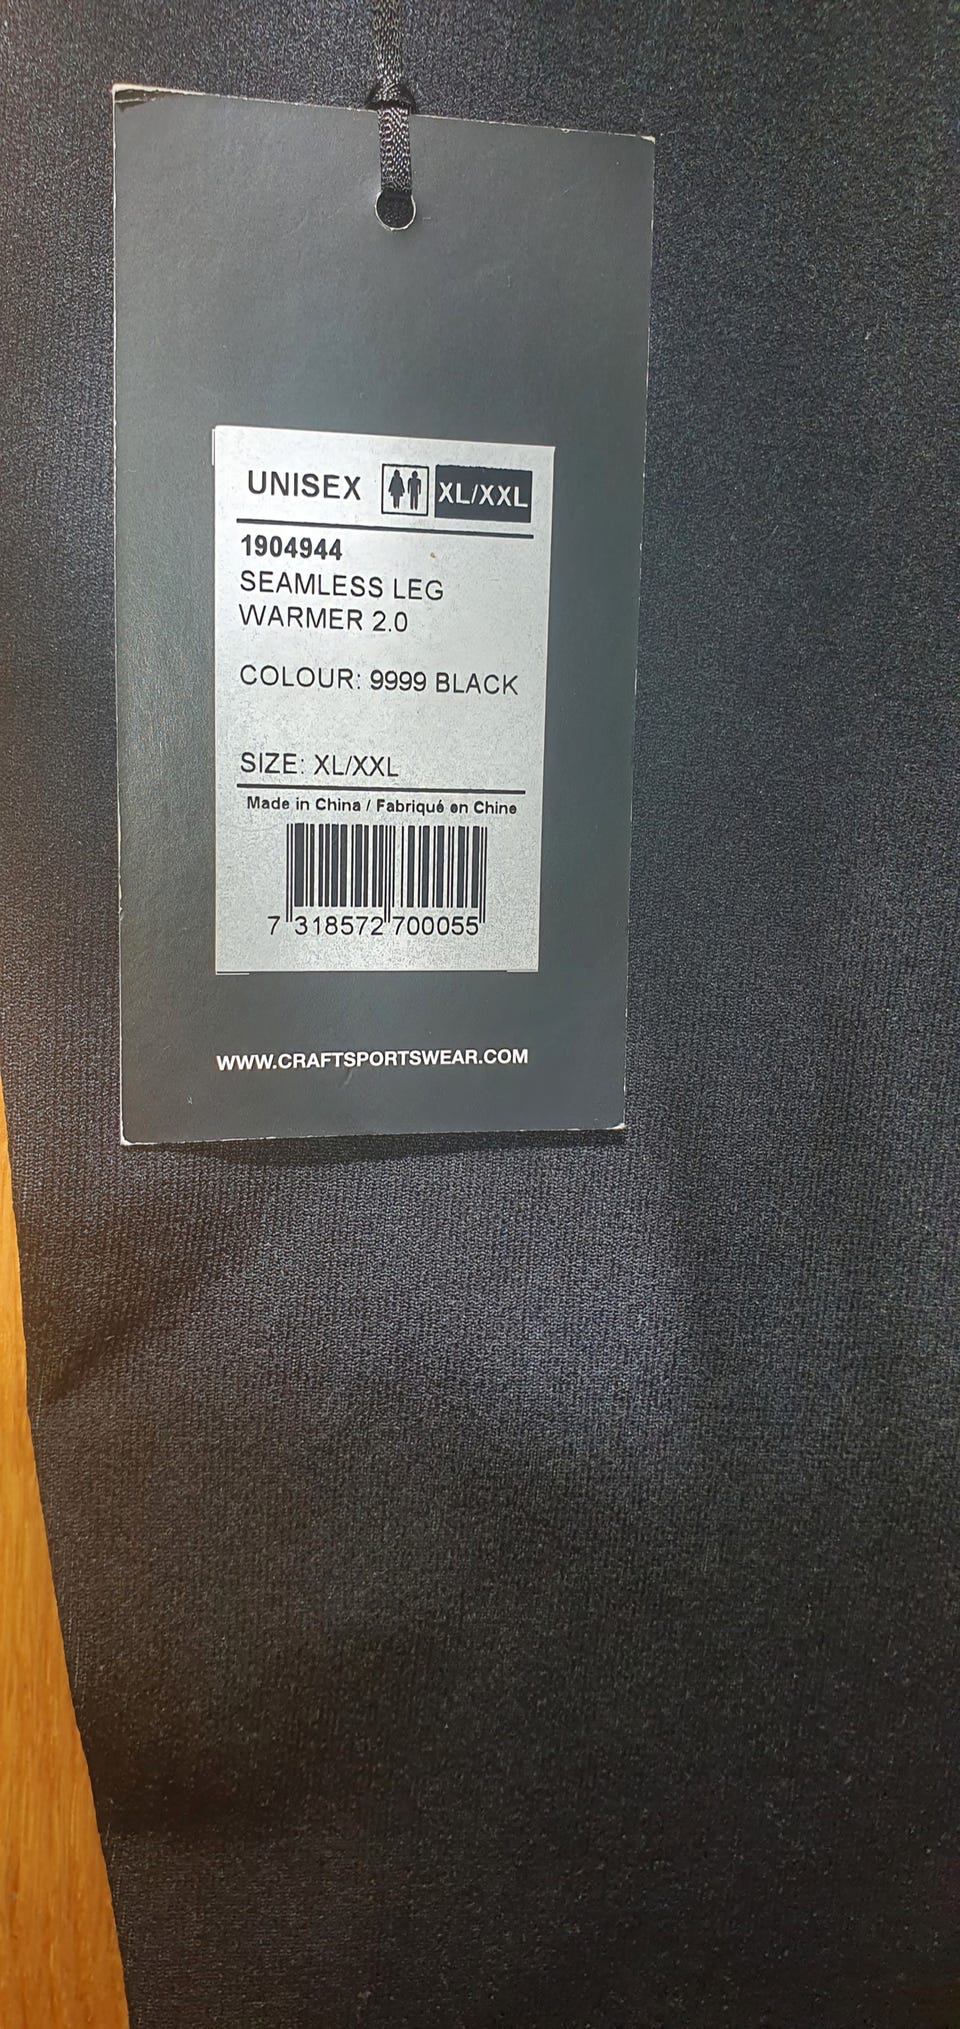 UNISEX XL/XXL
1904944
SEAMLESS LEG
WARMER 2.0
COLOUR: 9999 BLACK
SIZE: XL/XXL
Made in China / Fabriqué en Chine
7 318572 700055
WWW.CRAFTSPORTSWEAR.COM